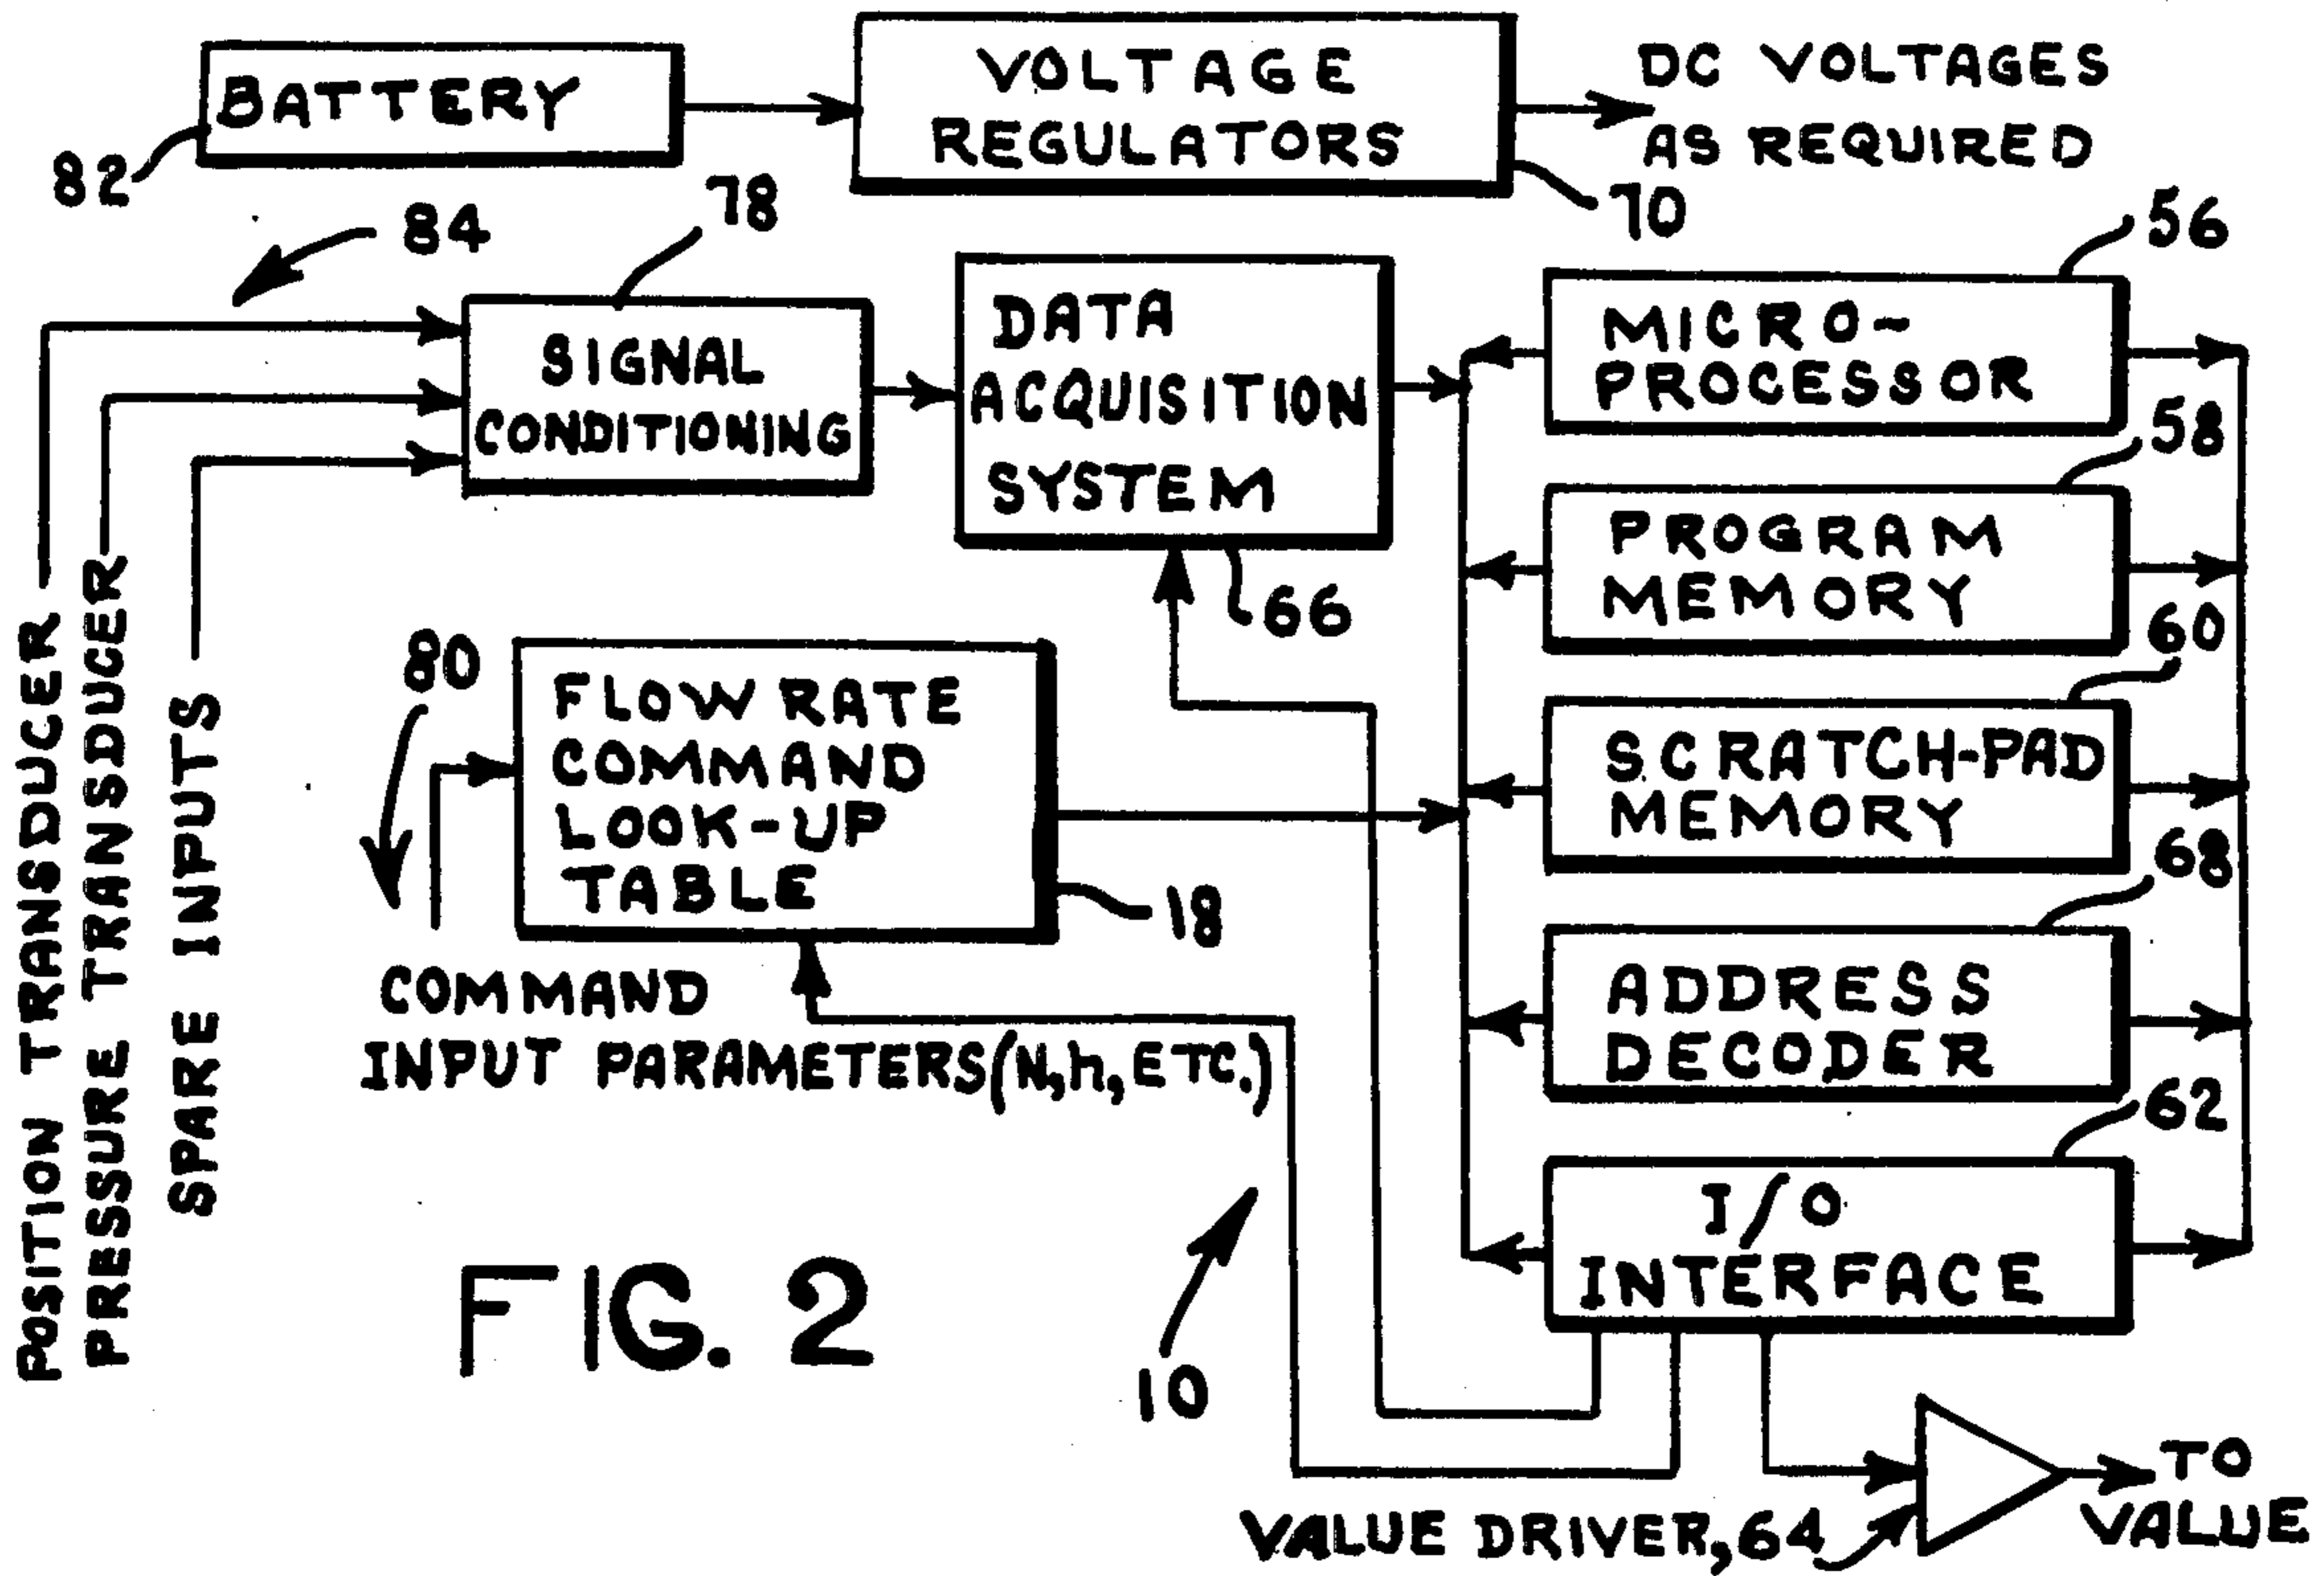 BATTERY
82
VOLTAGE
REGULATORS
70
DC VOLTAGES
AS REQUIRED
84
78
SIGNAL
CONDITIONING
DATA
ACQUISITION
SYSTEM
66
56
MICRO-
PROCESSOR
58
PROGRAM
MEMORY
60
SCRATCH-PAD
MEMORY
68
ADDRESS
DECODER
62
I/O
INTERFACE
POSITION TRANSDUCER
PRESSURE TRANSDUCER
SPARE INPUTS
80
FLOW RATE
COMMAND
LOOK-UP
TABLE
18
COMMAND
INPUT PARAMETERS(N,h,ETC.)
10
FIG. 2
VALUE DRIVER,64
TO
VALUE